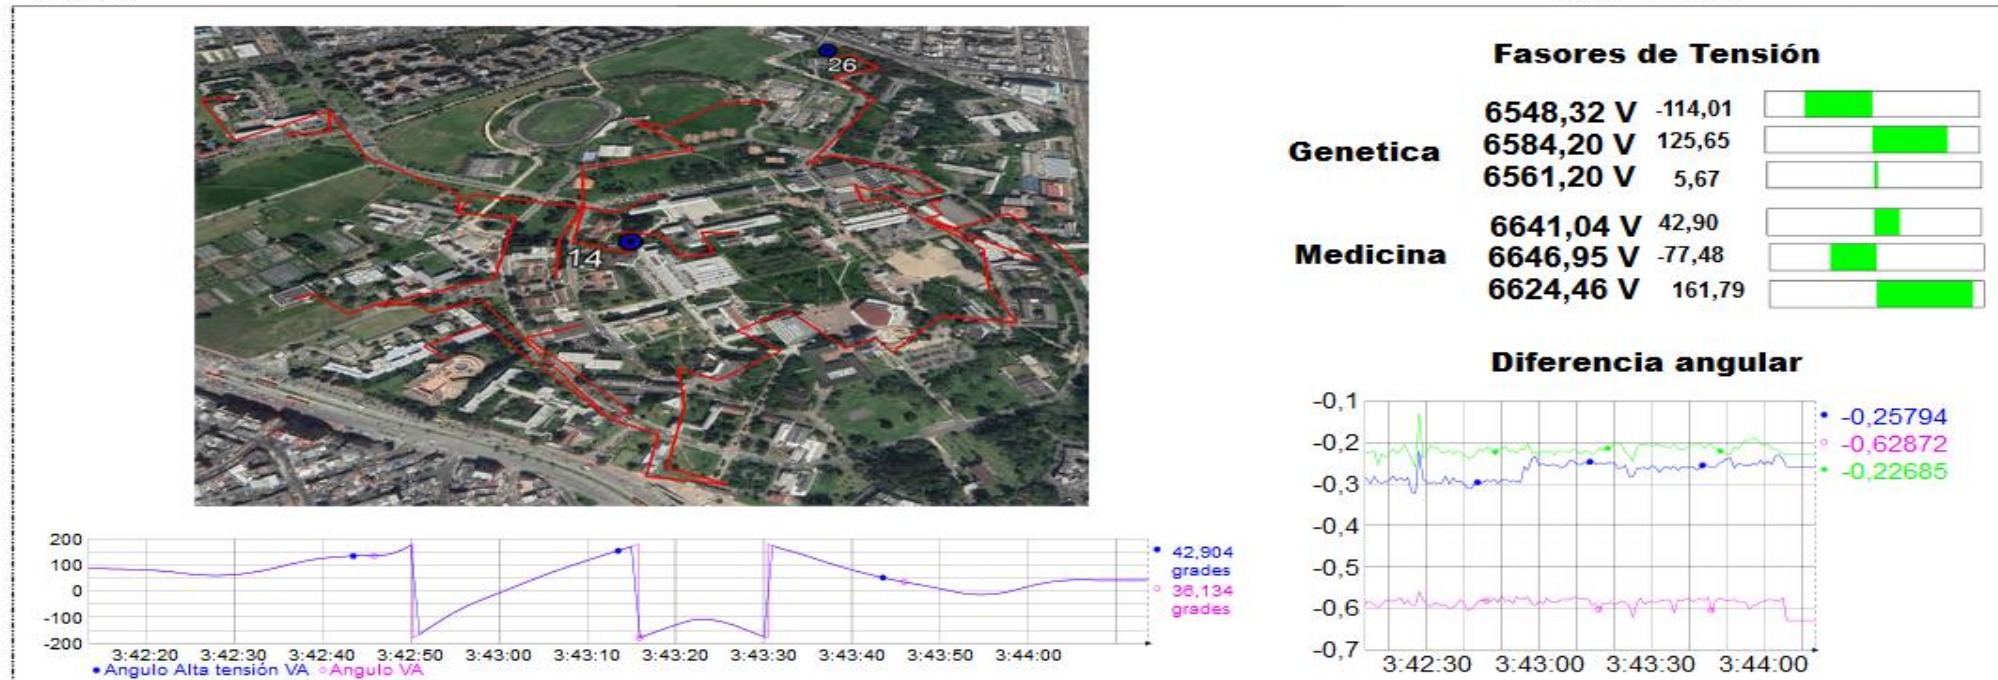 26
14
Fasores de Tensión
Genetica
6548,32 V -114,01
6584,20 V 125,65
6561,20 V 5,67
Medicina
6641,04 V 42,90
6646,95 V -77,48
6624,46 V 161,79
Diferencia angular
-0,1
-0,2
-0,3
-0,4
-0,5
-0,6
-0,7
3:42:30 3:43:00 3:43:30 3:44:00
-0,25794
-0,62872
-0,22685
200
100
0
-100
-200
3:42:20 3:42:30 3:42:40 3:42:50 3:43:00 3:43:10 3:43:20 3:43:30 3:43:40 3:43:50 3:44:00
Angulo Alta tensión VA Angulo VA
42,904
grades
36,134
grades